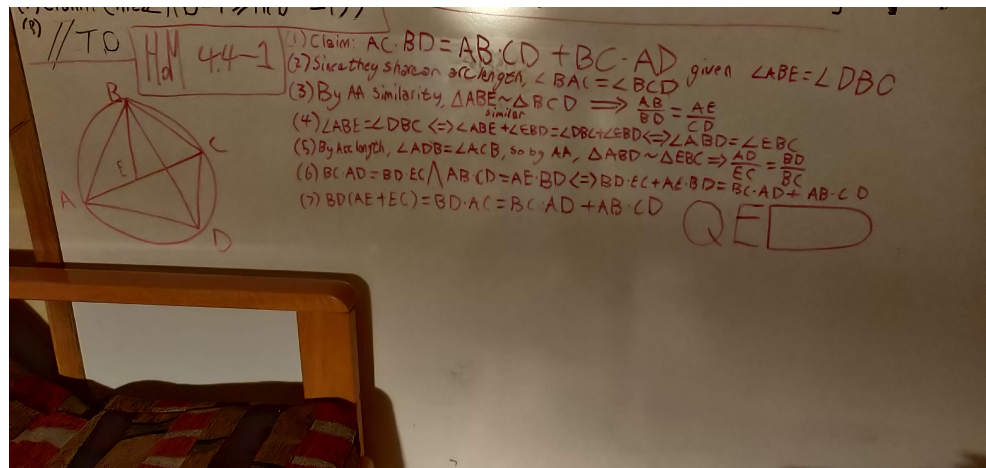 (8) //TO
HdM 4.4-1
(1) Claim: AC·BD = AB·CD + BC·AD given ∠ABE=∠DBC
(2) Since they share an arc length, ∠BAC=∠BCD
(3) By AA similarity, △ABE ~ △BCD ⟹ AB/BD = AE/CD
similar
(4) ∠ABE=∠DBC <=> ∠ABE+∠EBD=∠DBC+∠EBD <=> ∠ABD=∠EBC
(5) By Arc length, ∠ADB=∠ACB, so by AA, △ABD ~ △EBC ⟹ AD/EC = BD/BC
(6) BC·AD=BD·EC ⋀ AB·CD=AE·BD <=> BD·EC+AE·BD=BC·AD+AB·CD
(7) BD(AE+EC)=BD·AC=BC·AD+AB·CD
QED
B
C
E
A
D